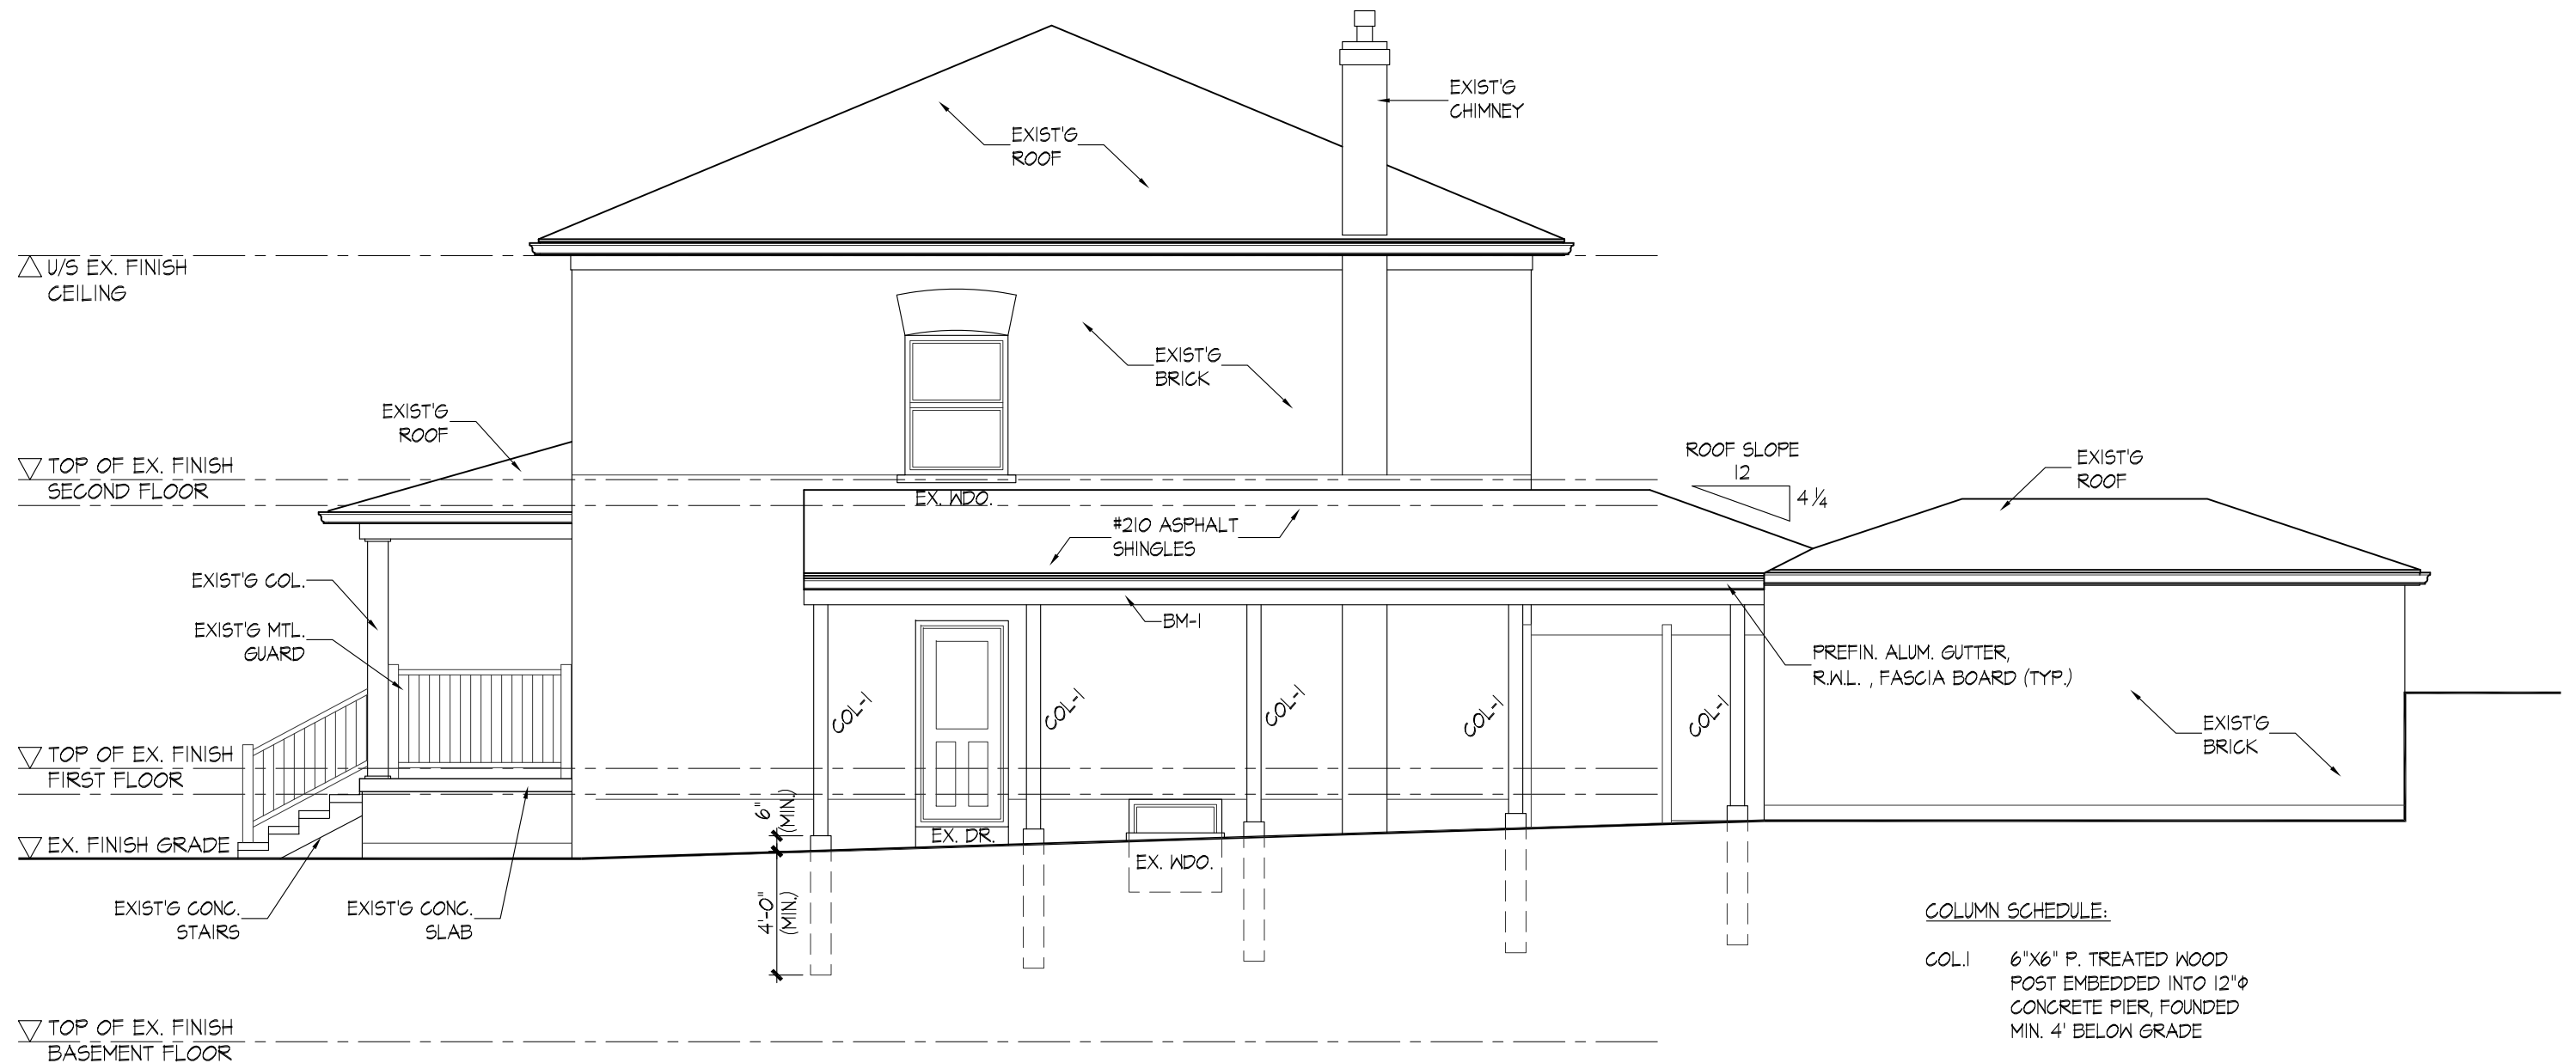 EXIST'G
CHIMNEY
EXIST'G
ROOF
U/S EX. FINISH
CEILING
EXIST'G
BRICK
EXIST'G
ROOF
TOP OF EX. FINISH
SECOND FLOOR
EX. WDO.
#210 ASPHALT
SHINGLES
ROOF SLOPE
12
4 1/4
EXIST'G
ROOF
EXIST'G COL.
EXIST'G MTL.
GUARD
BM-1
PREFIN. ALUM. GUTTER,
R.W.L. , FASCIA BOARD (TYP.)
COL-1
COL-1
COL-1
COL-1
COL-1
EXIST'G
BRICK
TOP OF EX. FINISH
FIRST FLOOR
6"
(MIN.)
EX. FINISH GRADE
EX. DR.
EX. WDO.
4'-0"
(MIN.)
EXIST'G CONC.
STAIRS
EXIST'G CONC.
SLAB
COLUMN SCHEDULE:
COL.1 6"X6" P. TREATED WOOD
POST EMBEDDED INTO 12"ϕ
CONCRETE PIER, FOUNDED
MIN. 4' BELOW GRADE
TOP OF EX. FINISH
BASEMENT FLOOR